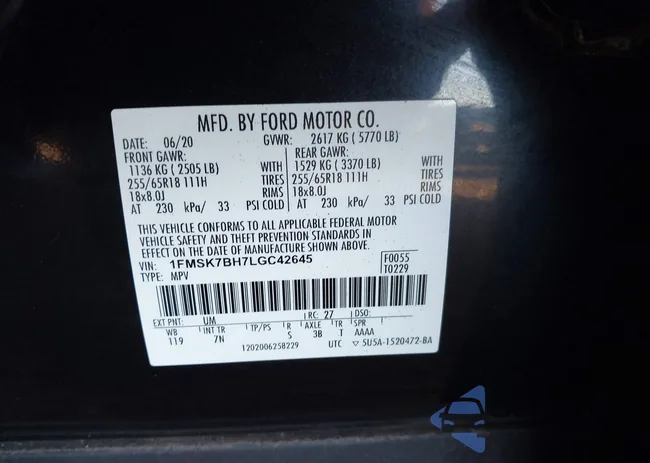 MFD. BY FORD MOTOR CO.
DATE: 06/20 GVWR: 2617 KG ( 5770 LB)
FRONT GAWR: REAR GAWR:
1136 KG ( 2505 LB) WITH 1529 KG ( 3370 LB) WITH
255/65R18 111H TIRES 255/65R18 111H TIRES
18x8.0J RIMS 18x8.0J RIMS
AT 230 kPa/ 33 PSI COLD AT 230 kPa/ 33 PSI COLD
THIS VEHICLE CONFORMS TO ALL APPLICABLE FEDERAL MOTOR
VEHICLE SAFETY AND THEFT PREVENTION STANDARDS IN
EFFECT ON THE DATE OF MANUFACTURE SHOWN ABOVE.
VIN: 1FMSK7BH7LGC42645 F0055
TYPE: MPV T0229
EXT PNT: UM RC: 27 DSO:
WB INT TR TP/PS R AXLE TR SPR
119 7N S 3B T AAAA
1202006258229 UTC ▽ 5U5A-1520472-BA